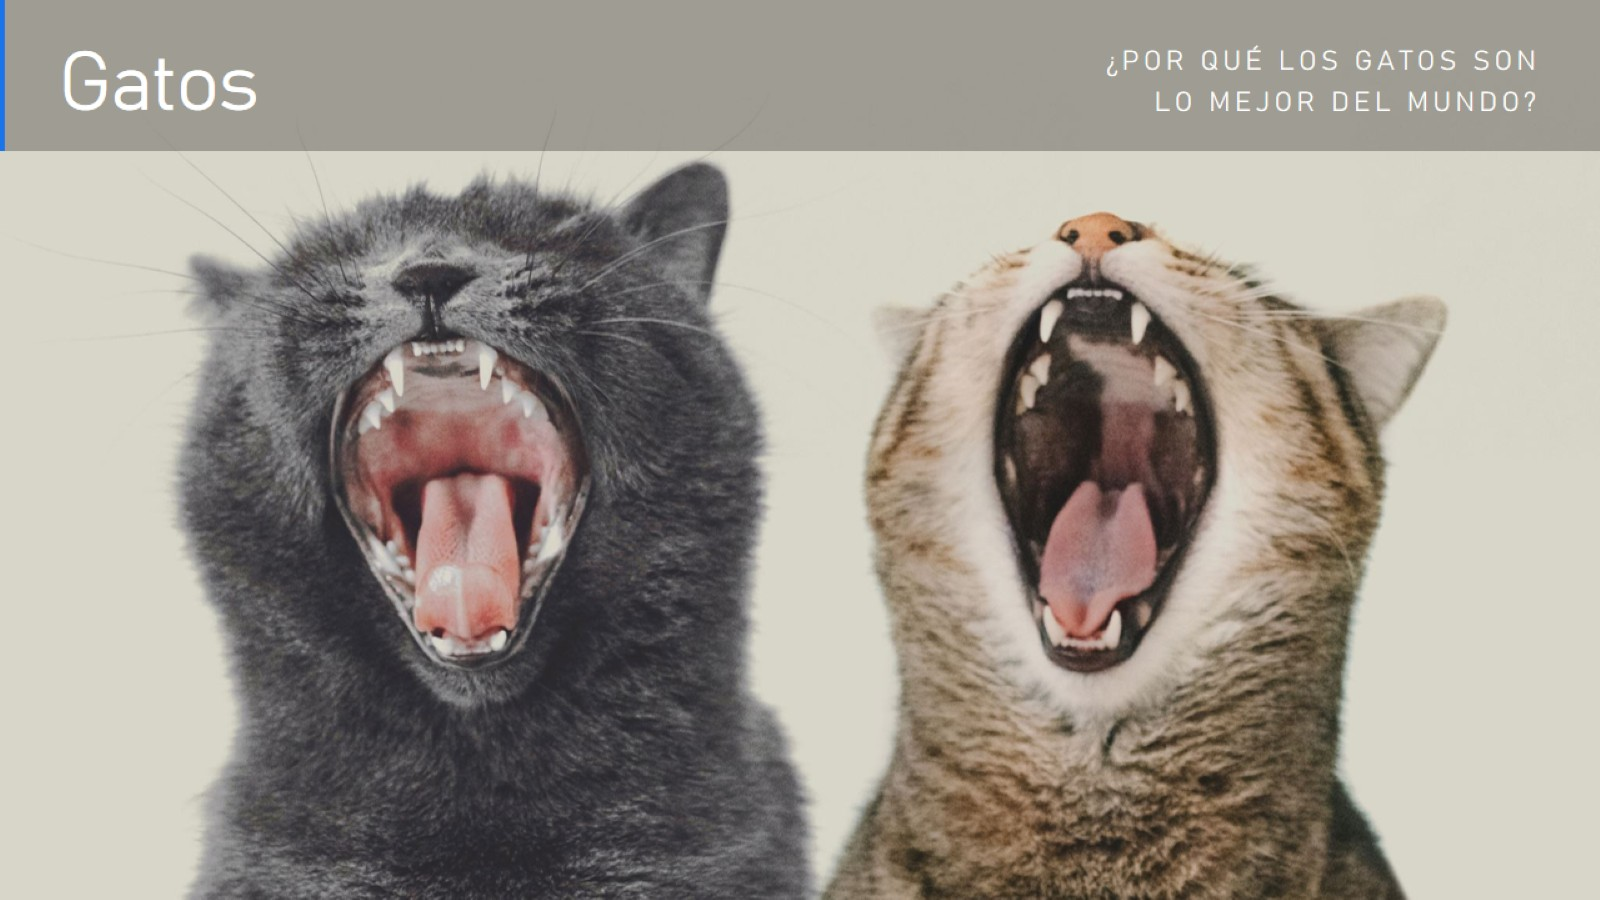 Gatos
¿POR QUÉ LOS GATOS SON
LO MEJOR DEL MUNDO?